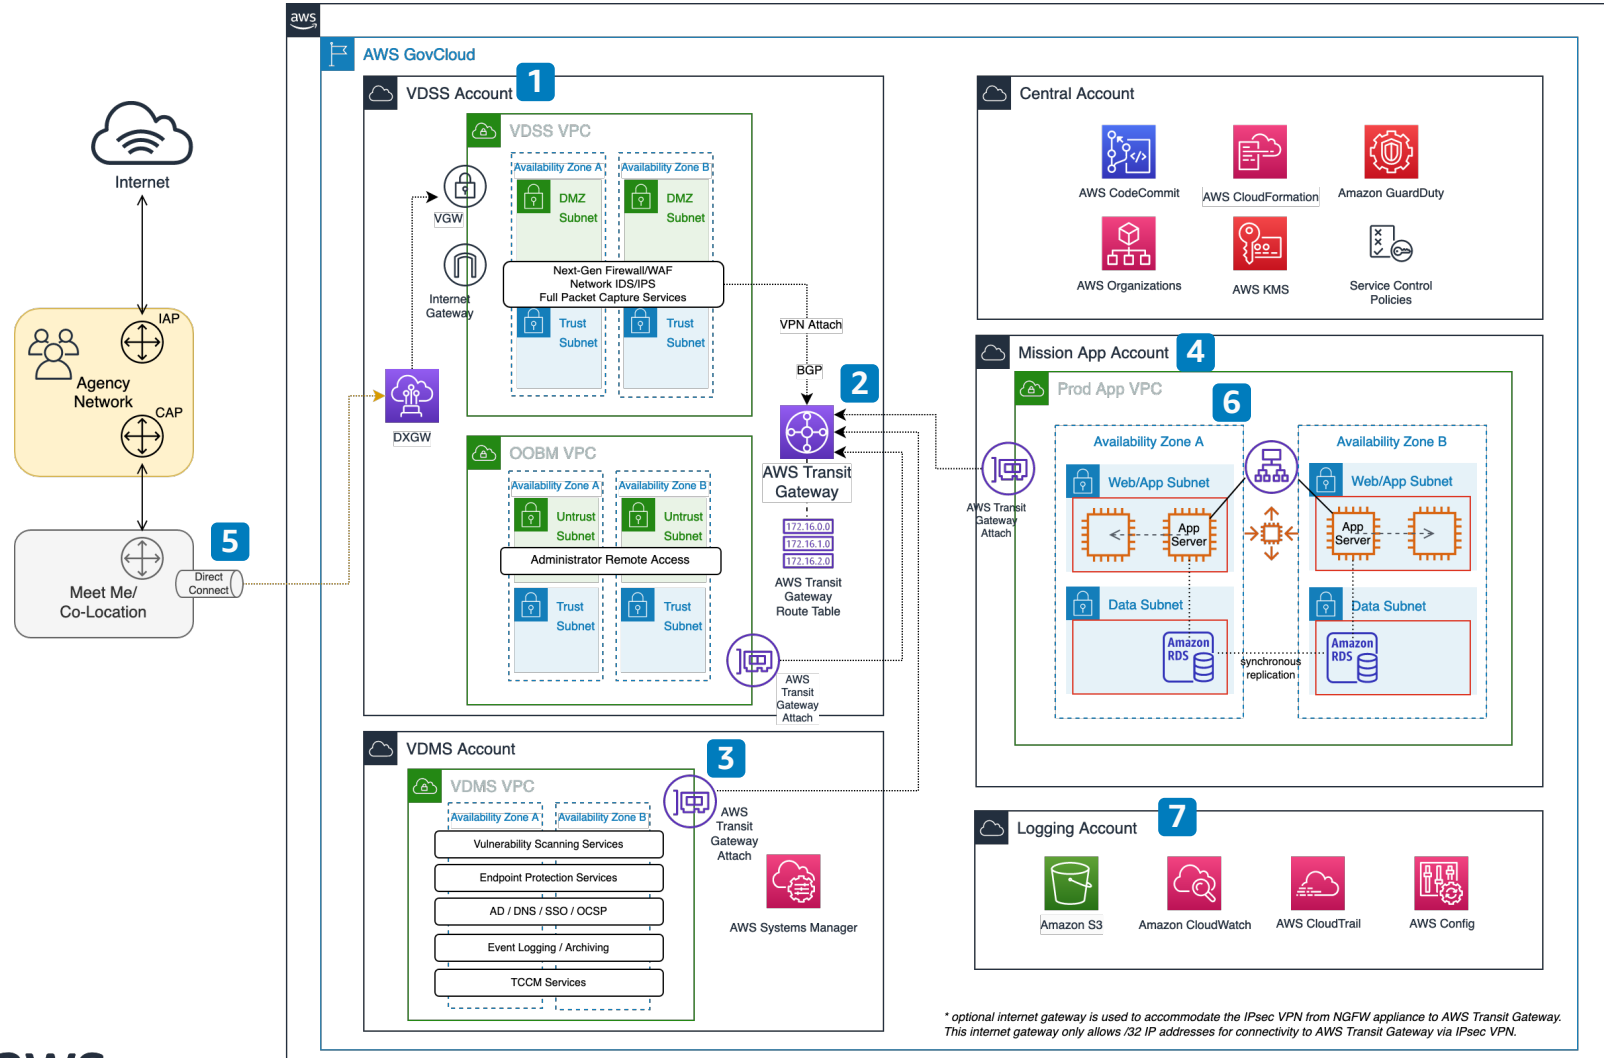 aws
AWS GovCloud
VDSS Account
1
VDSS VPC
Availability Zone A
Availability Zone B
DMZ
Subnet
DMZ
Subnet
VGW
Internet
Gateway
Next-Gen Firewall/WAF
Network IDS/IPS
Full Packet Capture Services
Trust
Subnet
Trust
Subnet
VPN Attach
BGP
2
AWS Transit
Gateway
172.16.0.0
172.16.1.0
172.16.2.0
AWS Transit
Gateway
Route Table
DXGW
OOBM VPC
Availability Zone A
Availability Zone B
Untrust
Subnet
Untrust
Subnet
Administrator Remote Access
Trust
Subnet
Trust
Subnet
AWS
Transit
Gateway
Attach
Internet
IAP
Agency
Network
CAP
5
Meet Me/
Co-Location
Direct
Connect
VDMS Account
3
VDMS VPC
Availability Zone A
Availability Zone B
Vulnerability Scanning Services
Endpoint Protection Services
AD / DNS / SSO / OCSP
Event Logging / Archiving
TCCM Services
AWS
Transit
Gateway
Attach
AWS Systems Manager
Central Account
AWS CodeCommit
AWS CloudFormation
Amazon GuardDuty
AWS Organizations
AWS KMS
Service Control
Policies
Mission App Account
4
Prod App VPC
6
Availability Zone A
Availability Zone B
Web/App Subnet
Web/App Subnet
AWS Transit
Gateway
Attach
App
Server
App
Server
Data Subnet
Data Subnet
Amazon
RDS
Amazon
RDS
synchronous
replication
Logging Account
7
Amazon S3
Amazon CloudWatch
AWS CloudTrail
AWS Config
* optional internet gateway is used to accommodate the IPsec VPN from NGFW appliance to AWS Transit Gateway.
This internet gateway only allows /32 IP addresses for connectivity to AWS Transit Gateway via IPsec VPN.
aws